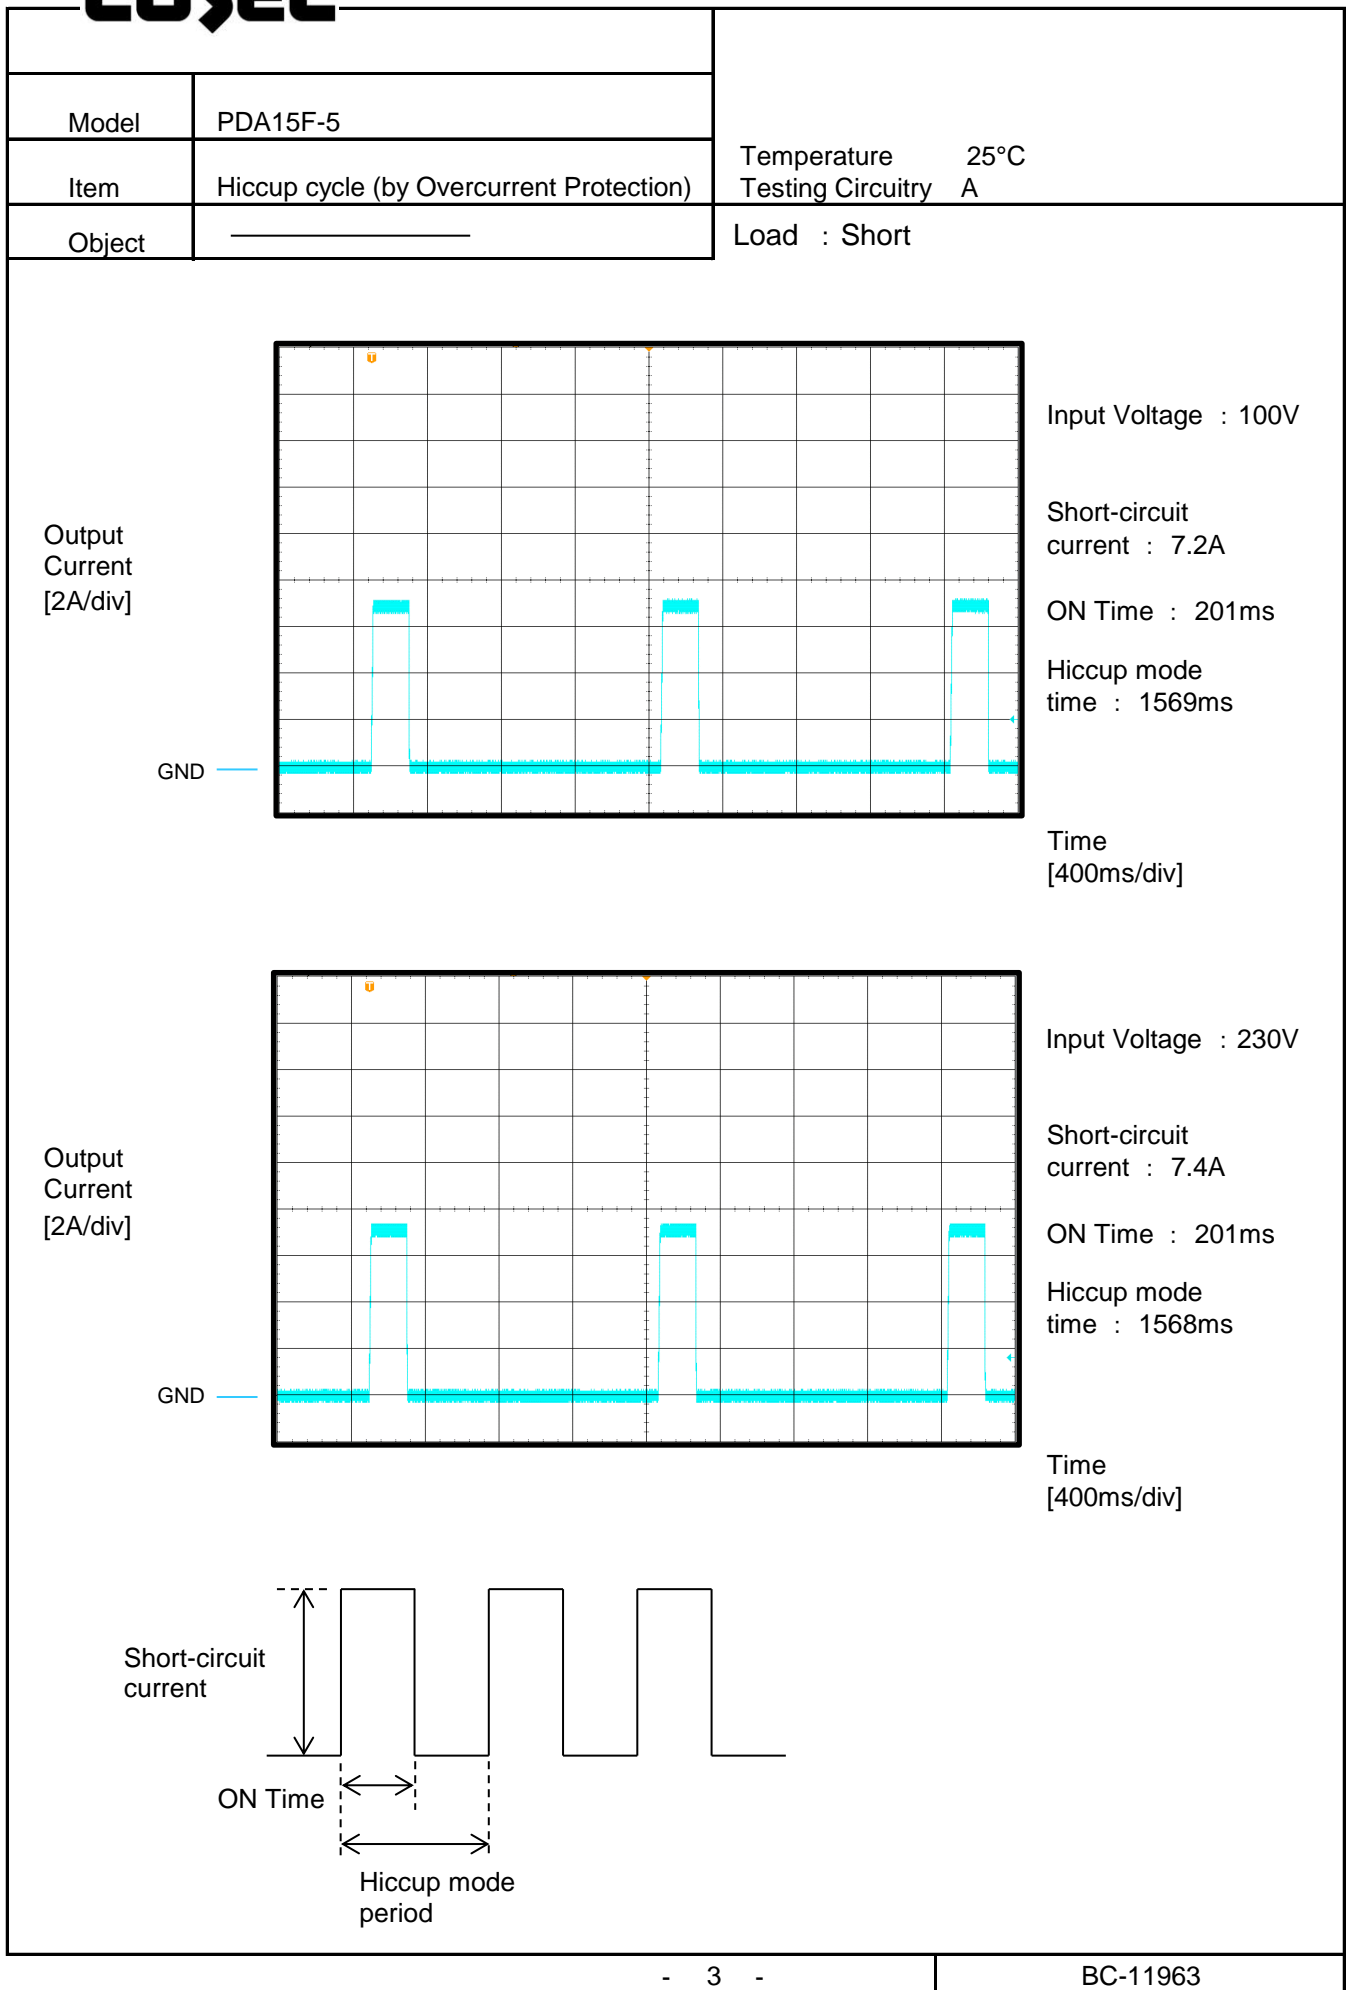 COSEL
Model PDA15F-5
Temperature 25°C
Item Hiccup cycle (by Overcurrent Protection) Testing Circuitry A
Object Load : Short
T
Input Voltage : 100V
Short-circuit
current : 7.2A
Output
Current
[2A/div]
ON Time : 201ms
Hiccup mode
time : 1569ms
GND
Time
[400ms/div]
T
Input Voltage : 230V
Short-circuit
current : 7.4A
Output
Current
[2A/div]
ON Time : 201ms
Hiccup mode
time : 1568ms
GND
Time
[400ms/div]
Short-circuit
current
ON Time
Hiccup mode
period
- 3 - BC-11963